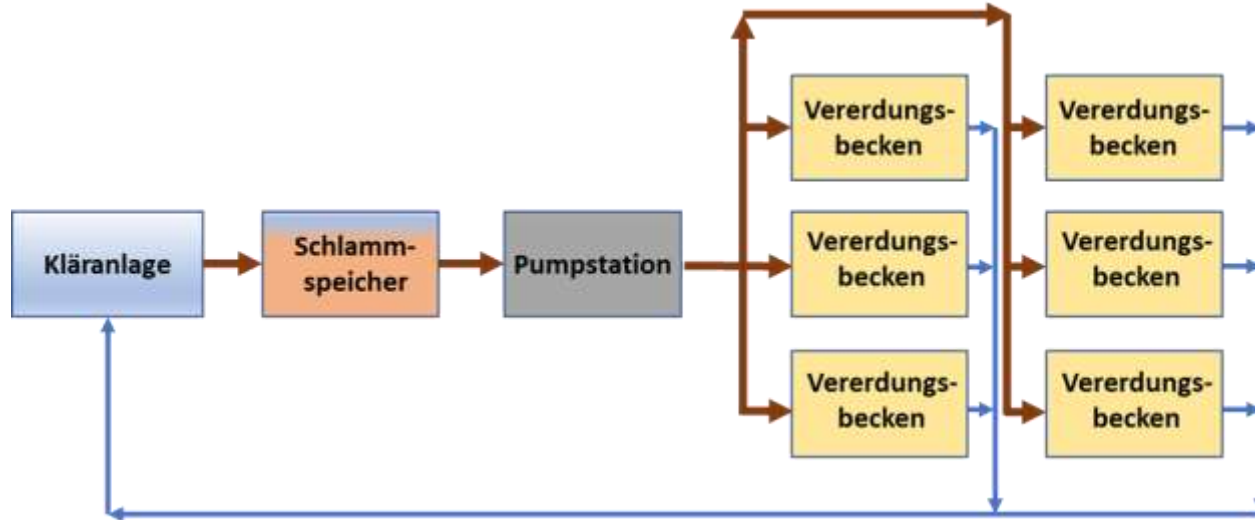 Vererdungs-
becken
Vererdungs-
becken
Kläranlage
Schlamm-
speicher
Pumpstation
Vererdungs-
becken
Vererdungs-
becken
Vererdungs-
becken
Vererdungs-
becken